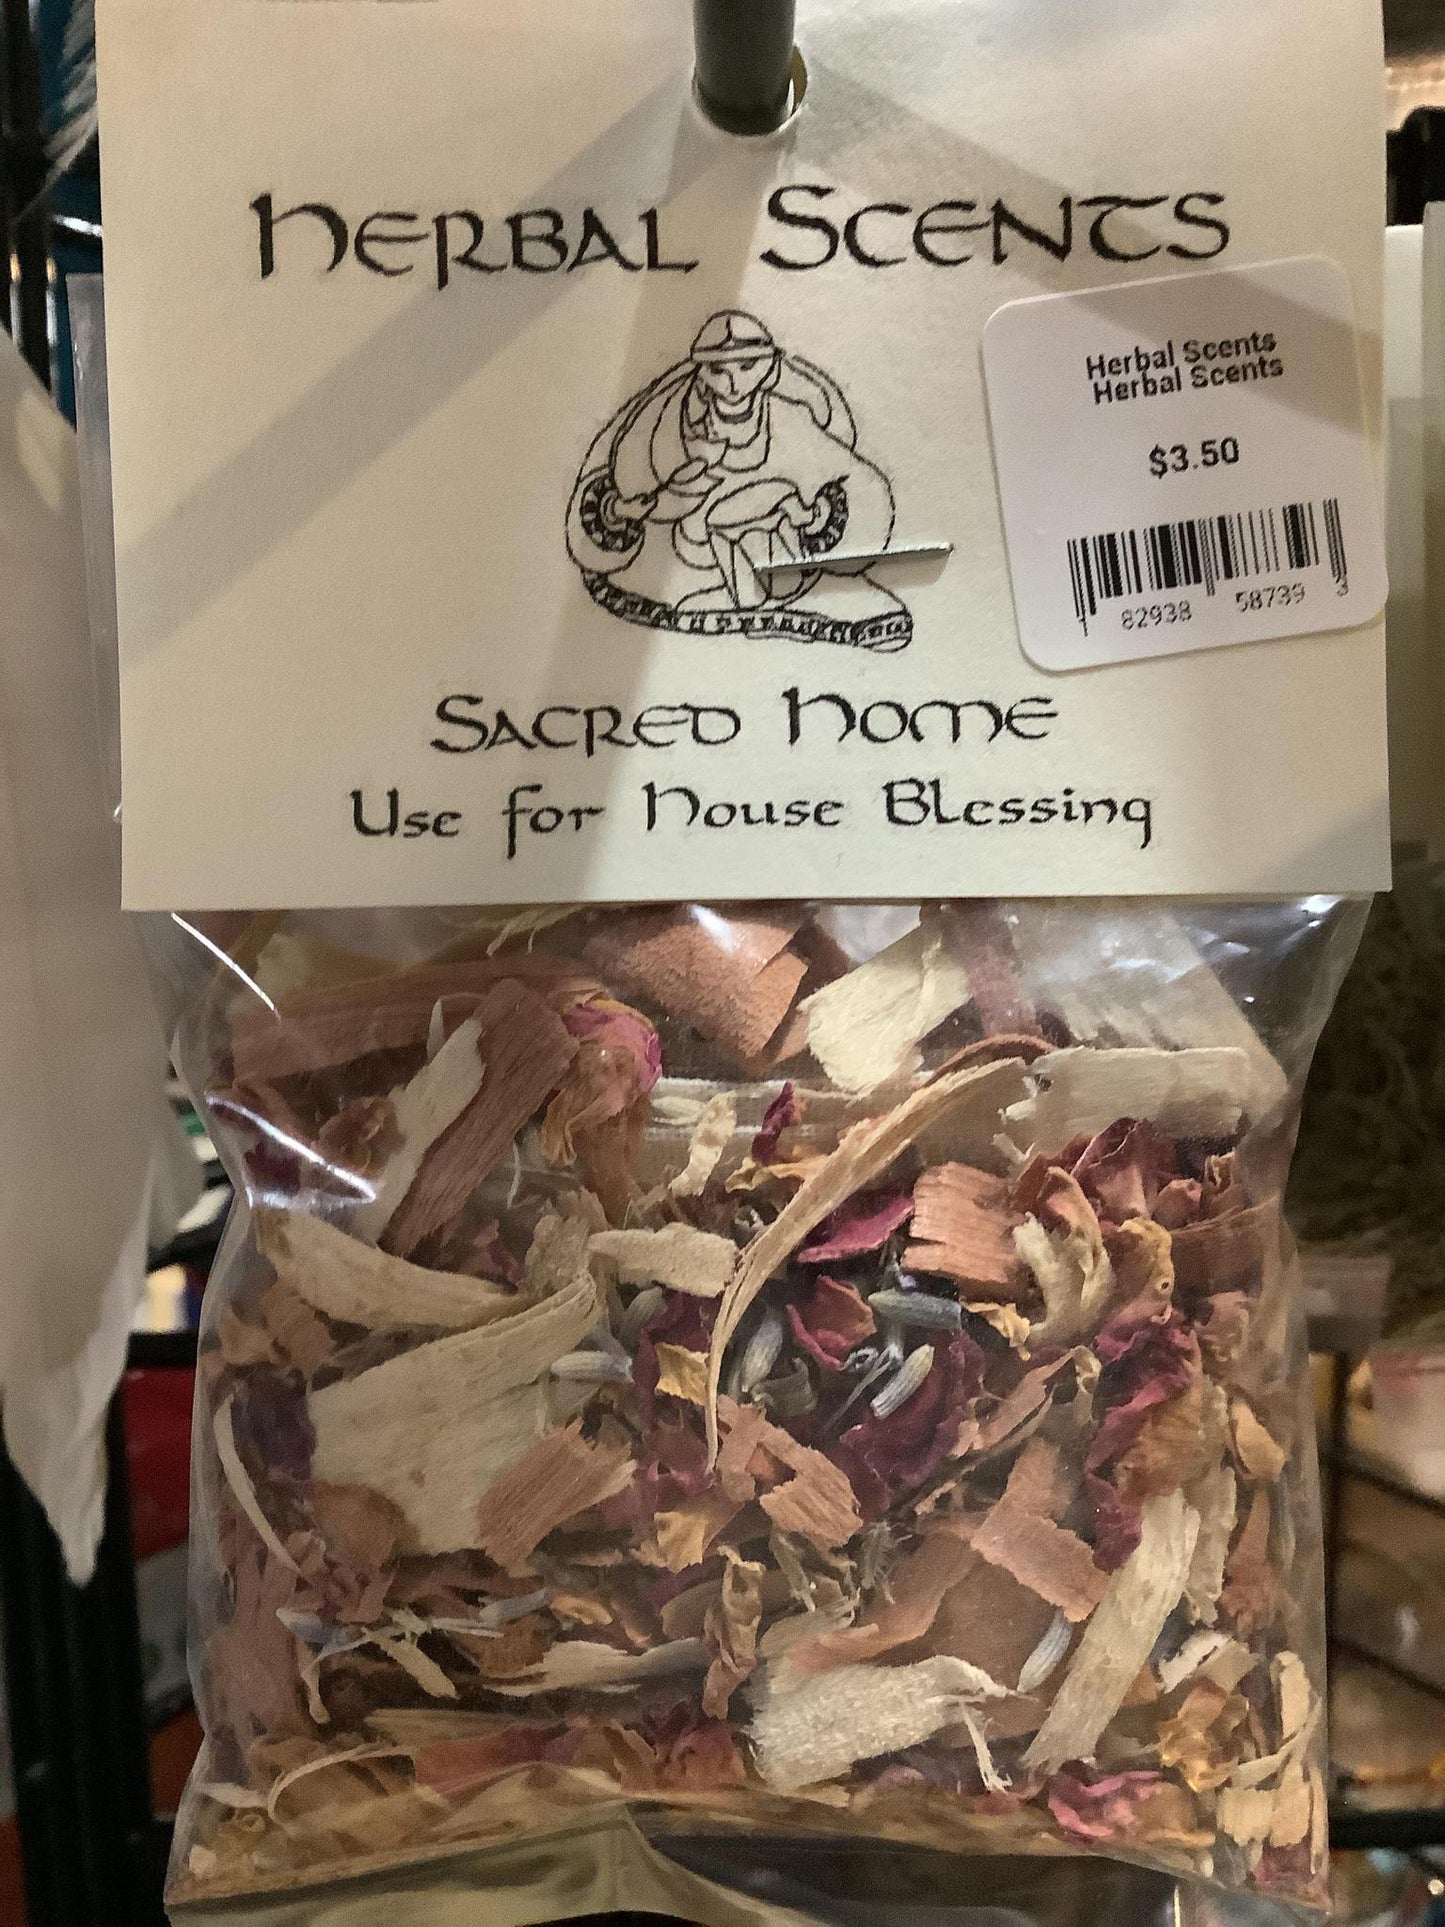 Herbal Scents
Herbal Scents
Herbal Scents
$3.50
1 82938 58739 3
Sacred Home
Use for House Blessing